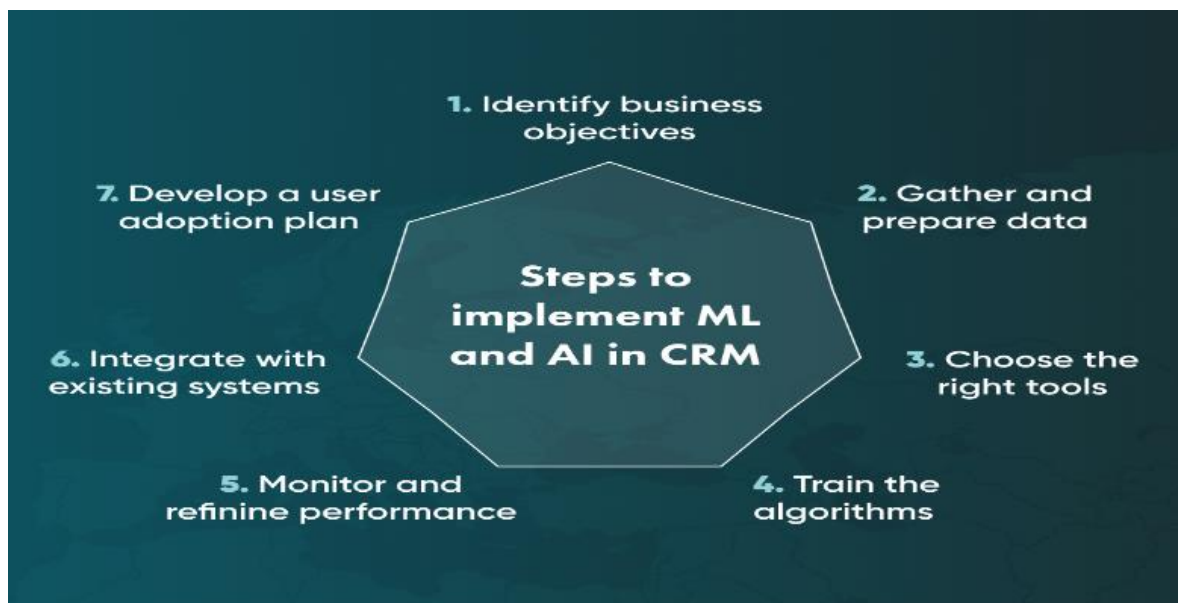 1. Identify business
objectives
7. Develop a user
adoption plan
2. Gather and
prepare data
Steps to
implement ML
and AI in CRM
6. Integrate with
existing systems
3. Choose the
right tools
5. Monitor and
refinine performance
4. Train the
algorithms